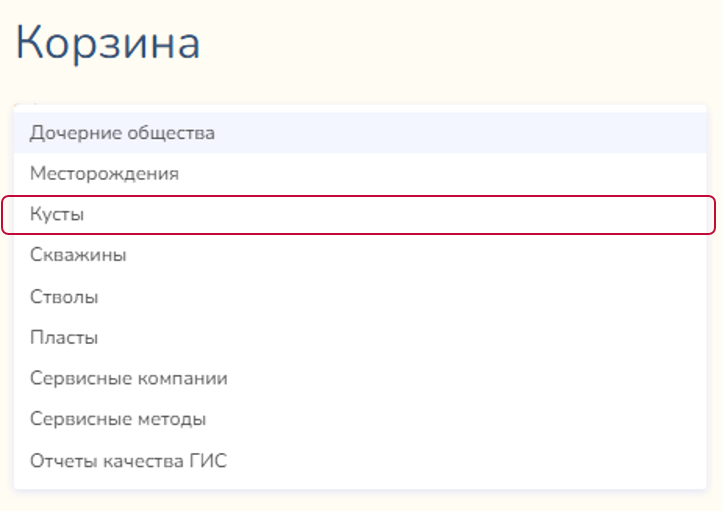 Корзина
Дочерние общества
Месторождения
Кусты
Скважины
Стволы
Пласты
Сервисные компании
Сервисные методы
Отчеты качества ГИС